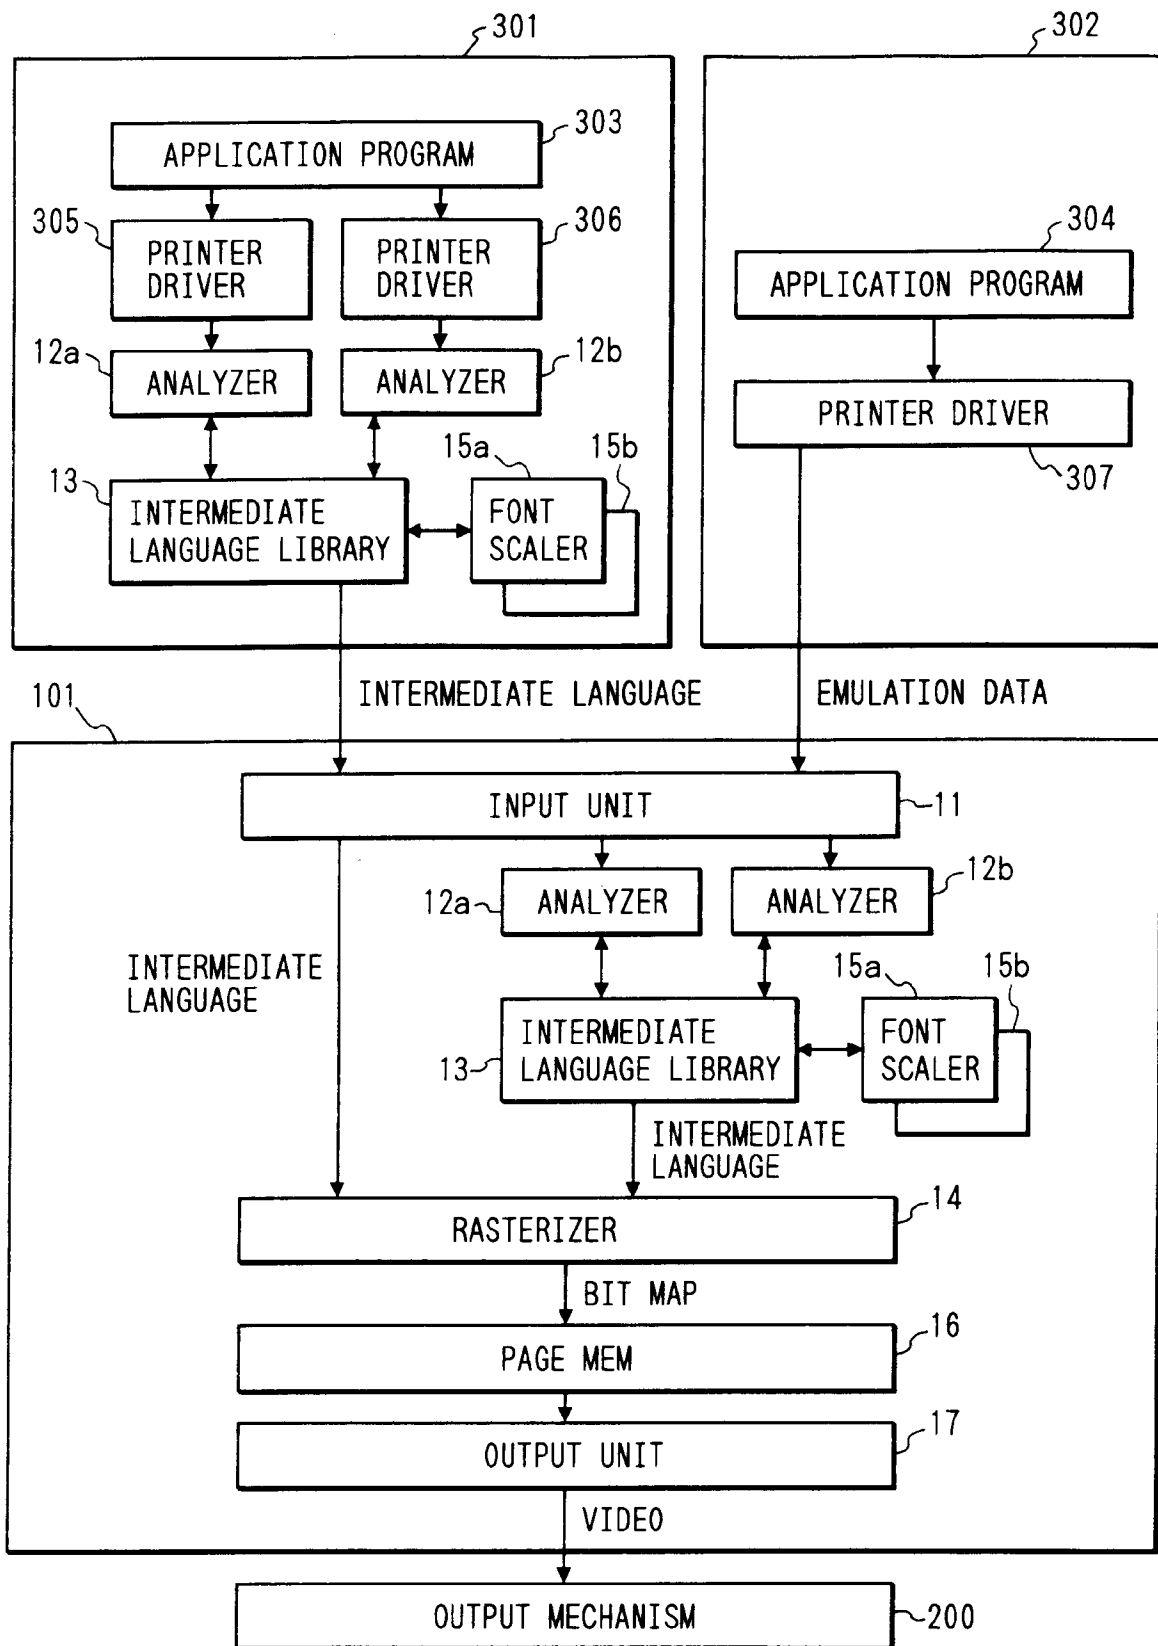 301
302
303
APPLICATION PROGRAM
305
PRINTER
DRIVER
306
PRINTER
DRIVER
304
APPLICATION PROGRAM
12a
ANALYZER
12b
ANALYZER
PRINTER DRIVER
307
13
INTERMEDIATE
LANGUAGE LIBRARY
15a
15b
FONT
SCALER
101
INTERMEDIATE LANGUAGE
EMULATION DATA
INPUT UNIT
11
12a
ANALYZER
12b
ANALYZER
INTERMEDIATE
LANGUAGE
13
INTERMEDIATE
LANGUAGE LIBRARY
15a
15b
FONT
SCALER
INTERMEDIATE
LANGUAGE
14
RASTERIZER
BIT MAP
16
PAGE MEM
17
OUTPUT UNIT
VIDEO
OUTPUT MECHANISM
200